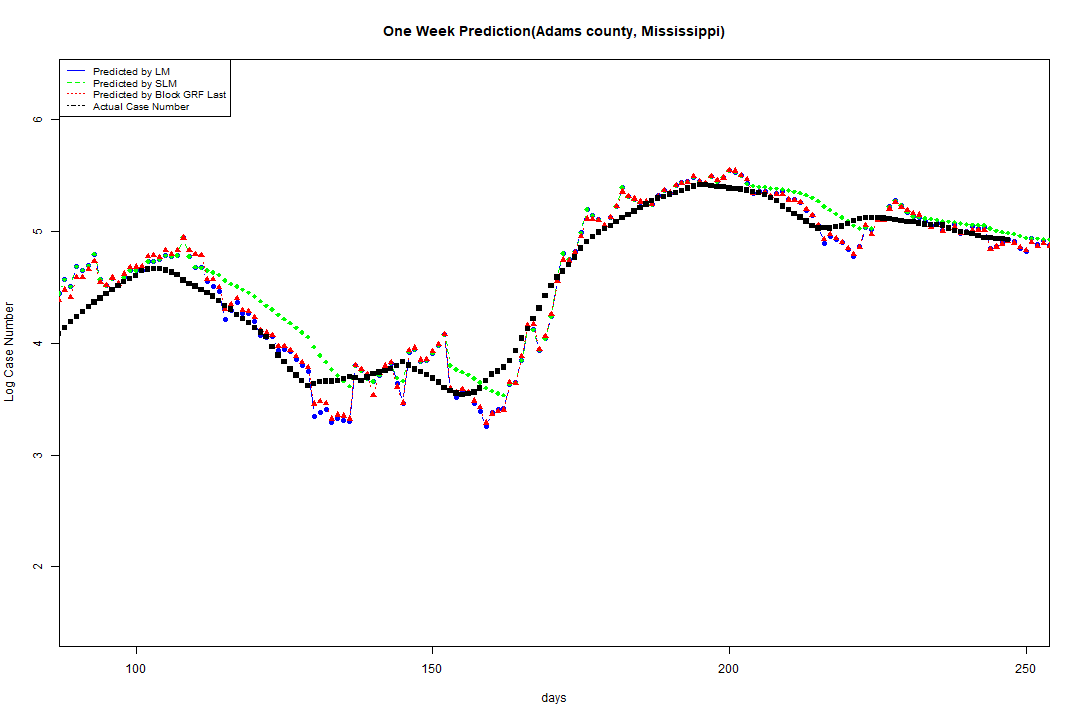 One Week Prediction(Adams county, Mississippi)
Predicted by LM
Predicted by SLM
Predicted by Block GRF Last
Actual Case Number
6
5
4
3
2
Log Case Number
100 150 200 250
days